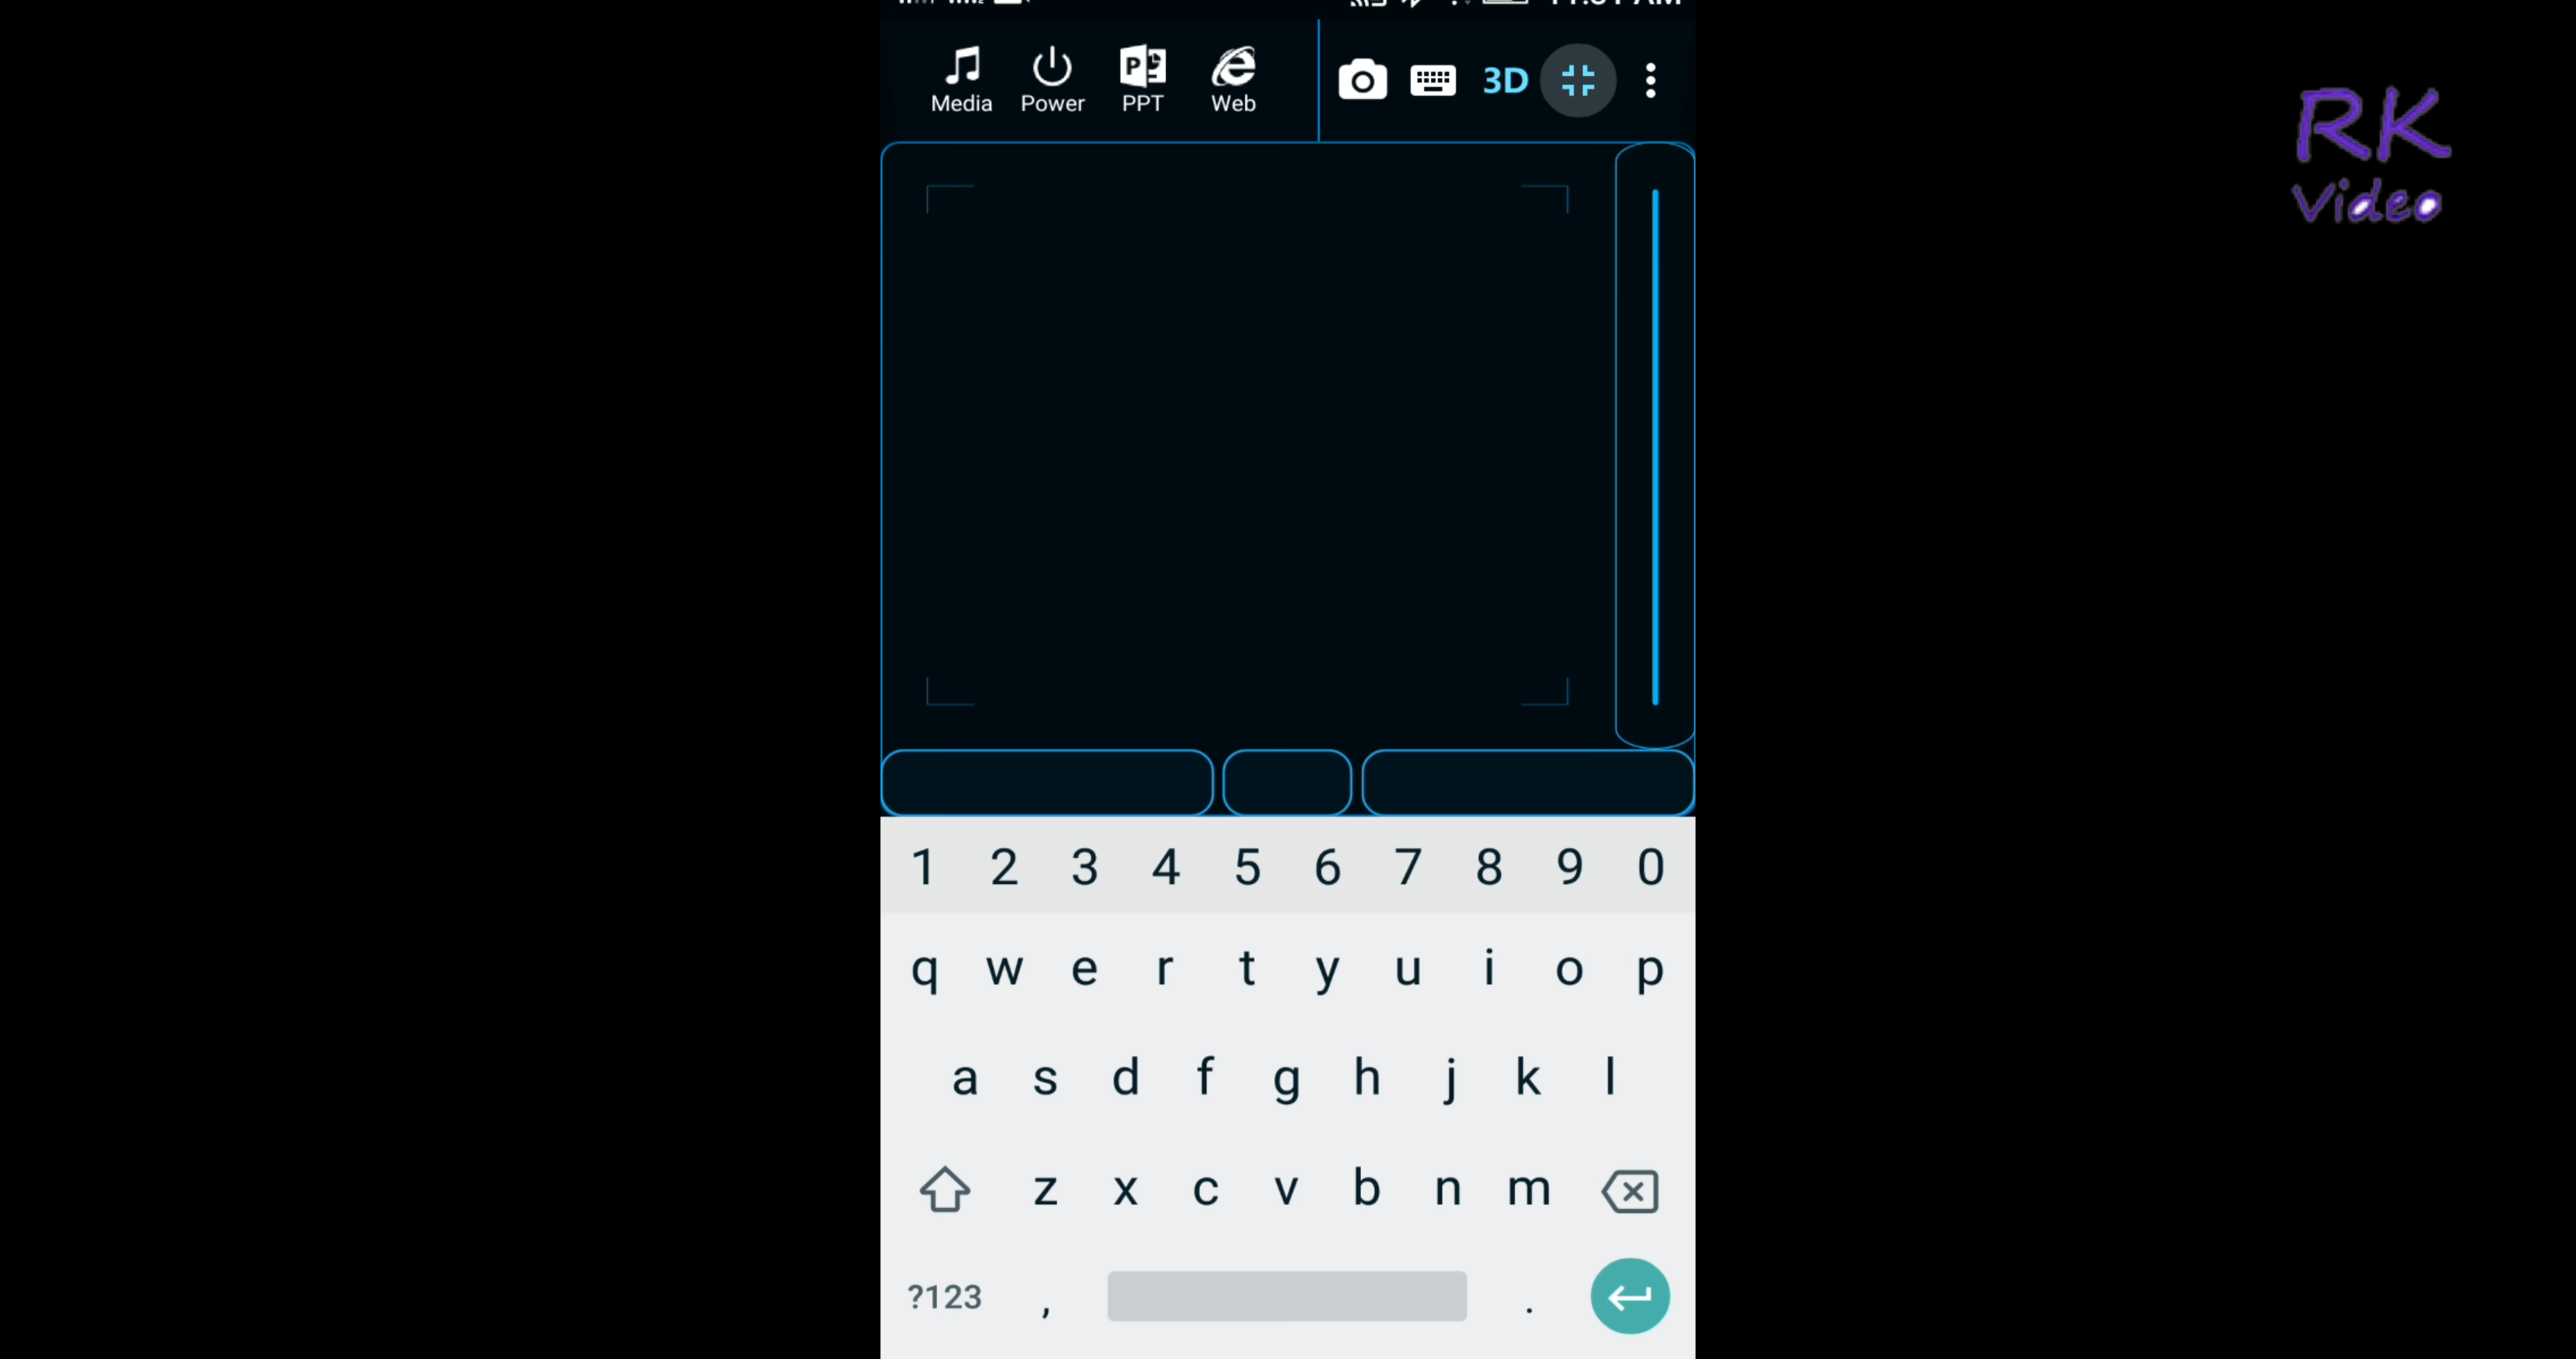 Media Power PPT Web 3D
RK
Video
1 2 3 4 5 6 7 8 9 0
q w e r t y u i o p
a s d f g h j k l
z x c v b n m
?123 , .